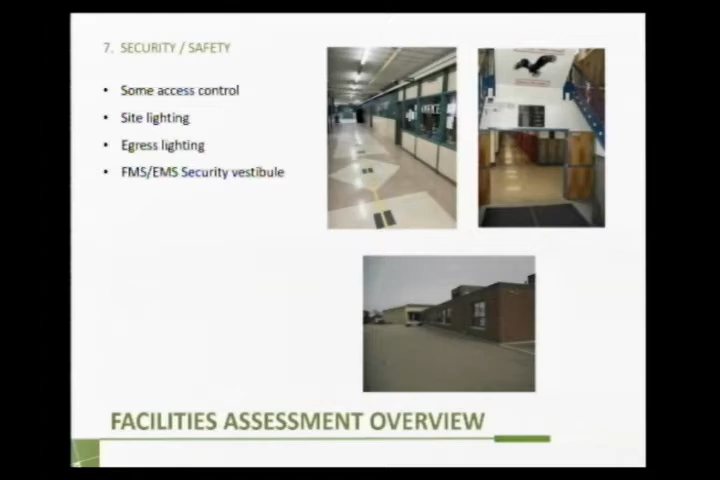 7. SECURITY / SAFETY
• Some access control
• Site lighting
• Egress lighting
• FMS/EMS Security vestibule
FACILITIES ASSESSMENT OVERVIEW